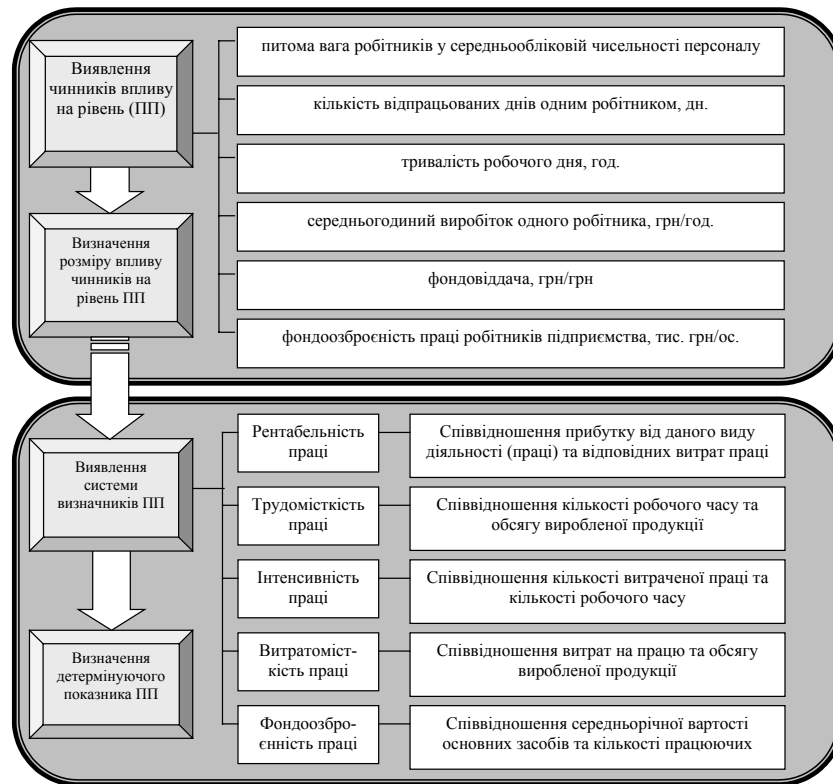 Виявлення
чинників впливу
на рівень (ПП)
питома вага робітників у середньообліковій чисельності персоналу
кількість відпрацьованих днів одним робітником, дн.
тривалість робочого дня, год.
Визначення
розміру впливу
чинників на
рівень ПП
середньогодиний виробіток одного робітника, грн/год.
фондовіддача, грн/грн
фондоозброєність праці робітників підприємства, тис. грн/ос.
Виявлення
системи
визначників ПП
Рентабельність
праці
Співвідношення прибутку від даного виду
діяльності (праці) та відповідних витрат праці
Трудомісткість
праці
Співвідношення кількості робочого часу та
обсягу виробленої продукції
Інтенсивність
праці
Співвідношення кількості витраченої праці та
кількості робочого часу
Визначення
детермінуючого
показника ПП
Витратоміст-
кість праці
Співвідношення витрат на працю та обсягу
виробленої продукції
Фондоозбро-
єнність праці
Співвідношення середньорічної вартості
основних засобів та кількості працюючих